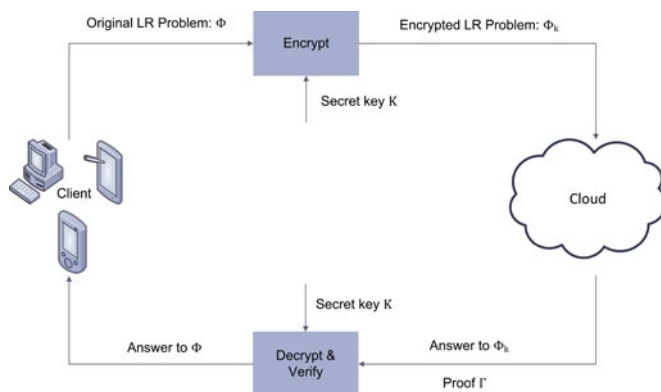 Original LR Problem: Φ
Encrypt
Encrypted LR Problem: Φk
Secret key K
Client
Cloud
Secret key K
Answer to Φ
Decrypt &
Verify
Answer to Φk
Proof Γ